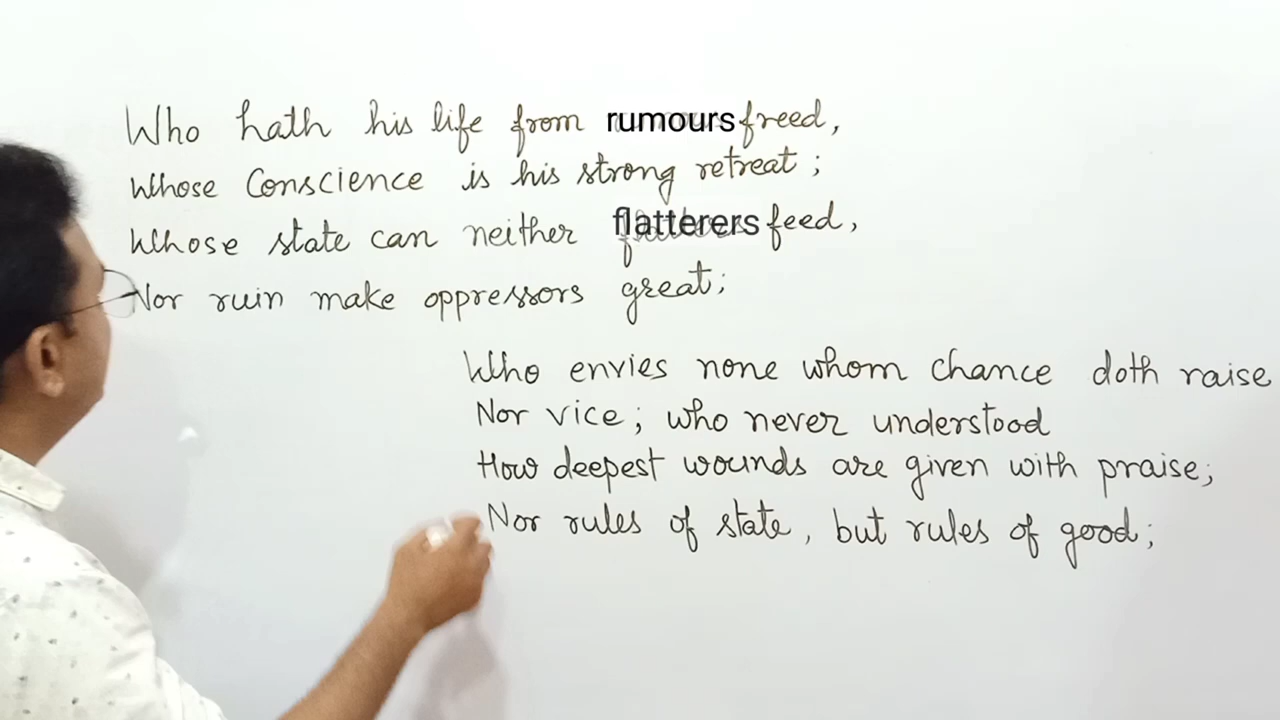 Who hath his life from rumours freed,
Whose Conscience is his strong retreat;
Whose state can neither flatterers feed,
Nor ruin make oppressors great;
Who envies none whom chance doth raise
Nor vice; who never understood
How deepest wounds are given with praise;
Nor rules of state, but rules of good;